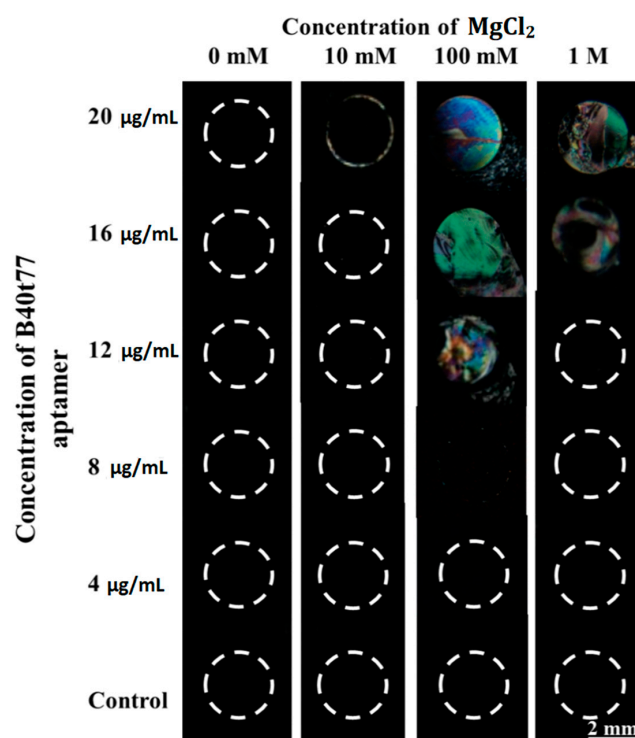 Concentration of MgCl₂
0 mM 10 mM 100 mM 1 M
Concentration of B40t77
aptamer
20 µg/mL
16 µg/mL
12 µg/mL
8 µg/mL
4 µg/mL
Control
2 mm